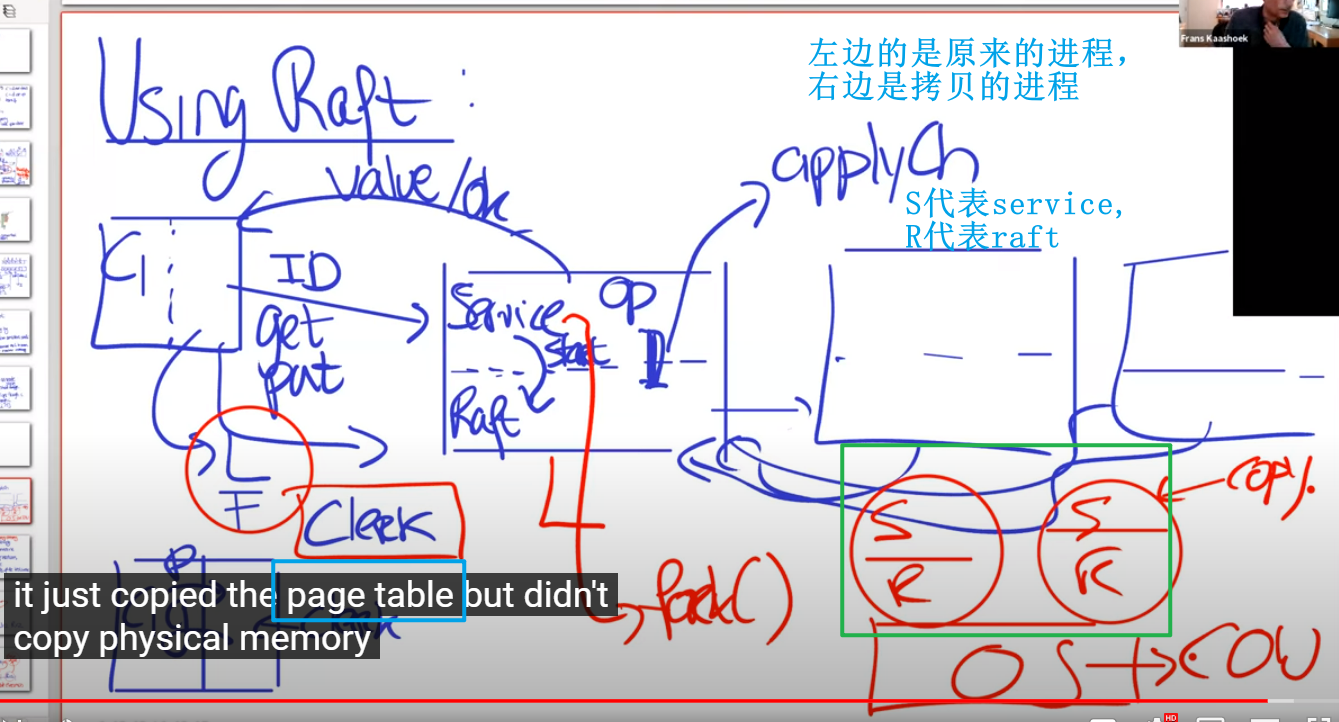 Frans Kaashoek
左边的是原来的进程，
右边是拷贝的进程
Using Raft :
applyCh
value/ok
S代表service,
R代表raft
C1
ID
get
put
Service
op
start
Raft
I
F
Clerk
S
R
S
R
copy.
fork()
it just copied the page table but didn't
copy physical memory
OS
COW
HD